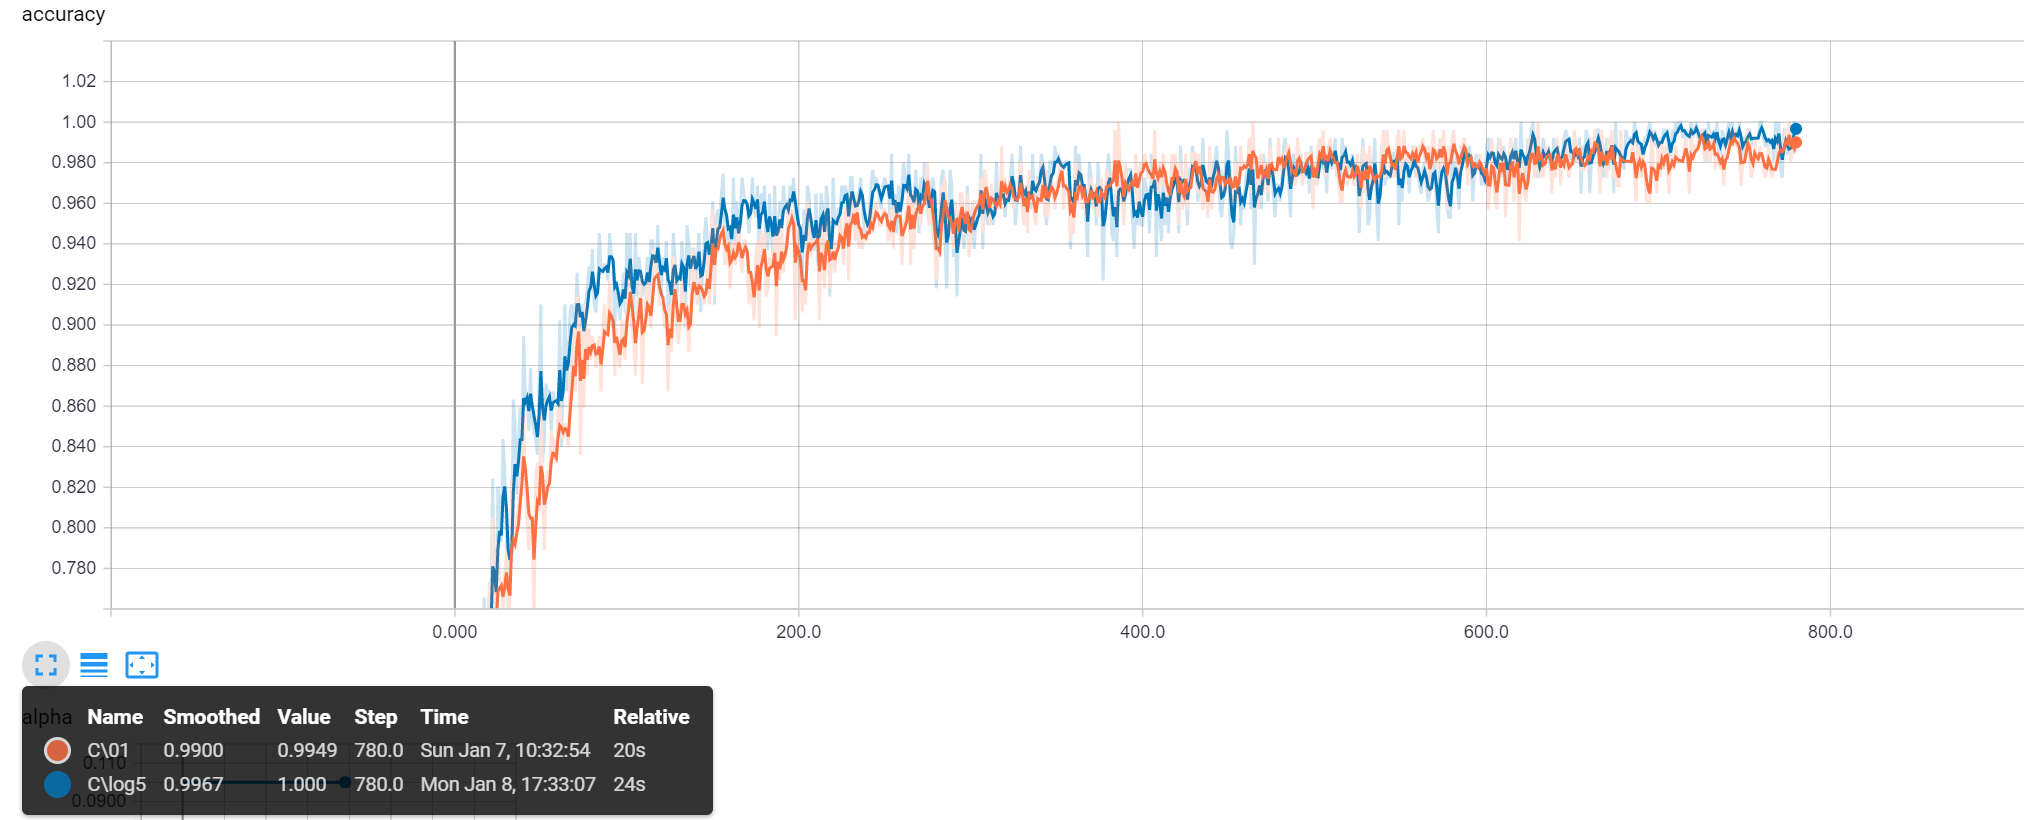 accuracy
1.02
1.00
0.980
0.960
0.940
0.920
0.900
0.880
0.860
0.840
0.820
0.800
0.780
0.000 200.0 400.0 600.0 800.0
alpha
Name Smoothed Value Step Time Relative
C\01 0.9900 0.9949 780.0 Sun Jan 7, 10:32:54 20s
0.110
C\log5 0.9967 1.000 780.0 Mon Jan 8, 17:33:07 24s
0.0900